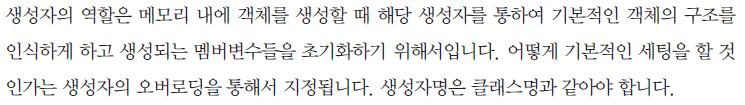 생성자의 역할은 메모리 내에 객체를 생성할 때 해당 생성자를 통하여 기본적인 객체의 구조를
인식하게 하고 생성되는 멤버변수들을 초기화하기 위해서입니다. 어떻게 기본적인 세팅을 할 것
인가는 생성자의 오버로딩을 통해서 지정됩니다. 생성자명은 클래스명과 같아야 합니다.